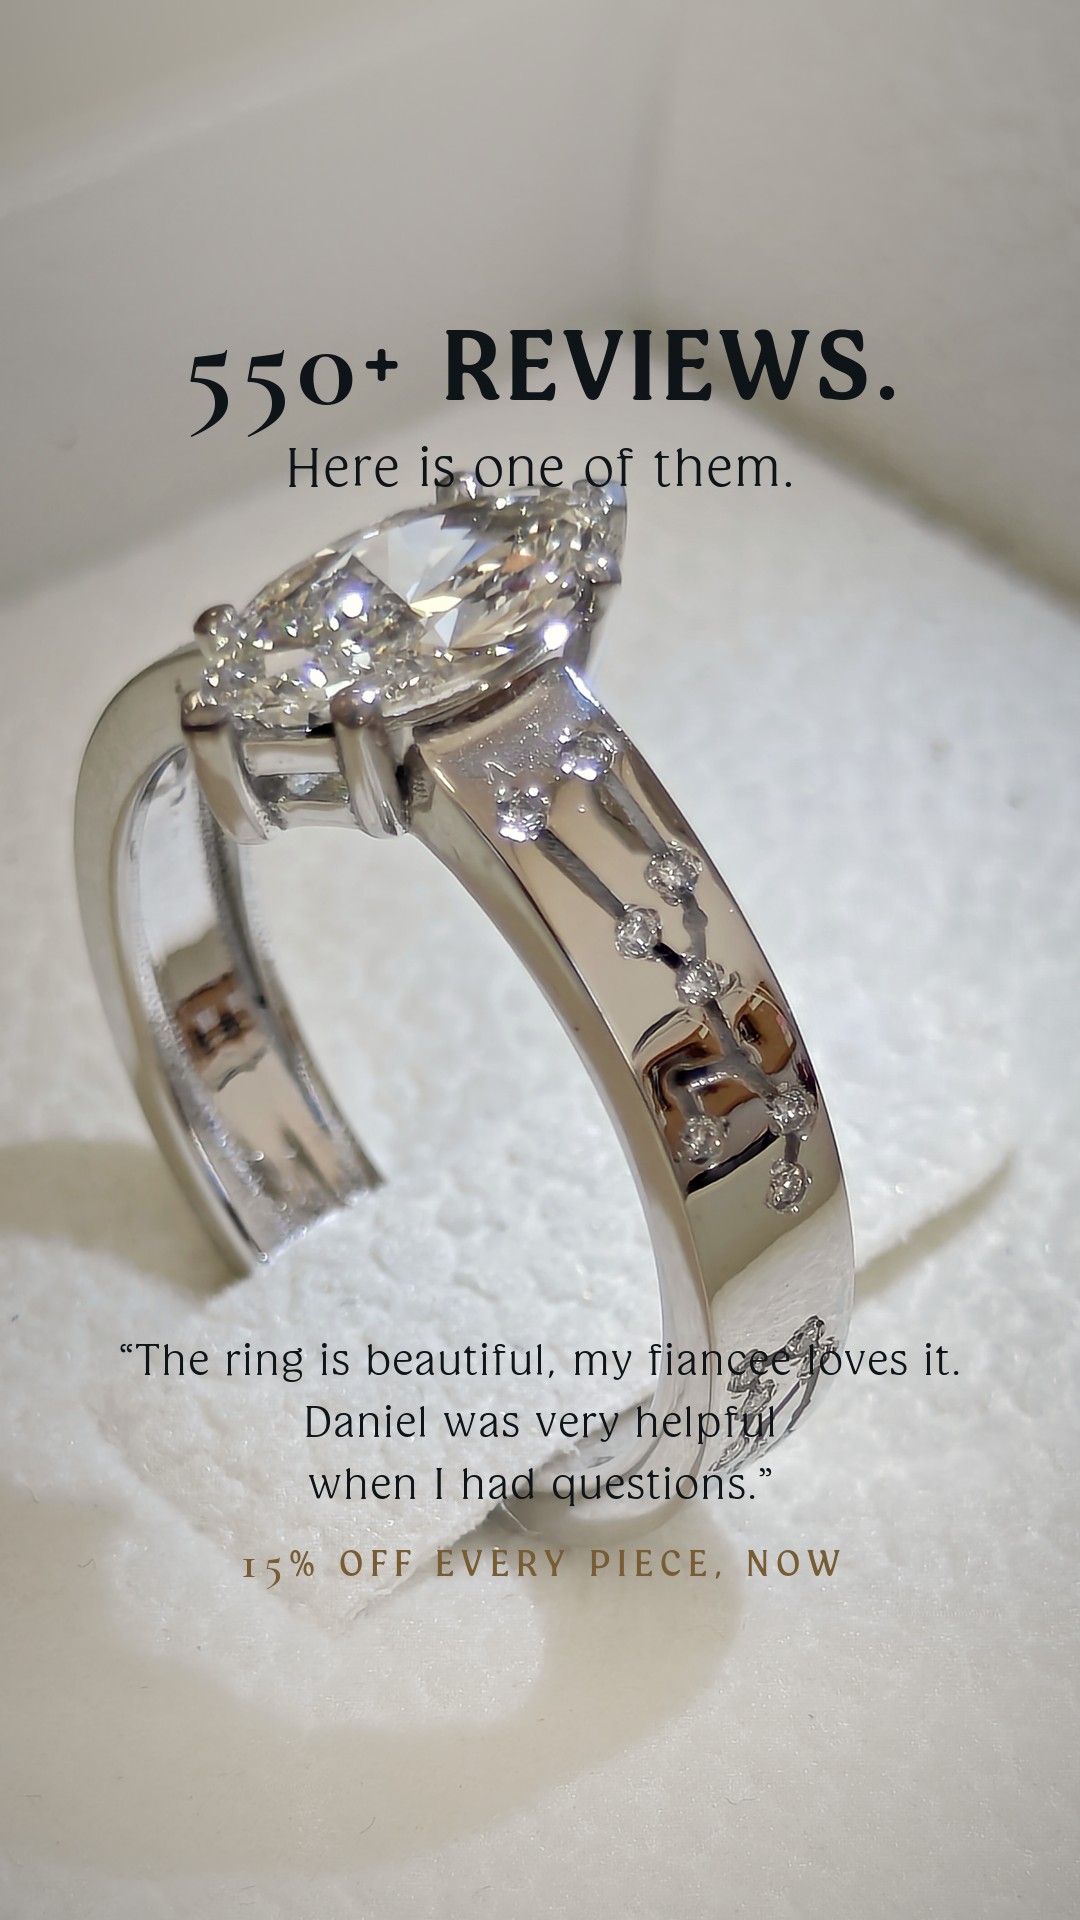 550+ REVIEWS.
Here is one of them.
“The ring is beautiful, my fiancee loves it.
Daniel was very helpful
when I had questions.”
15% OFF EVERY PIECE, NOW